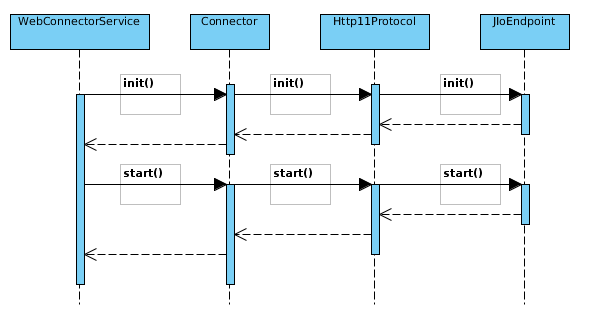 WebConnectorService
Connector
Http11Protocol
JIoEndpoint
init()
init()
init()
start()
start()
start()